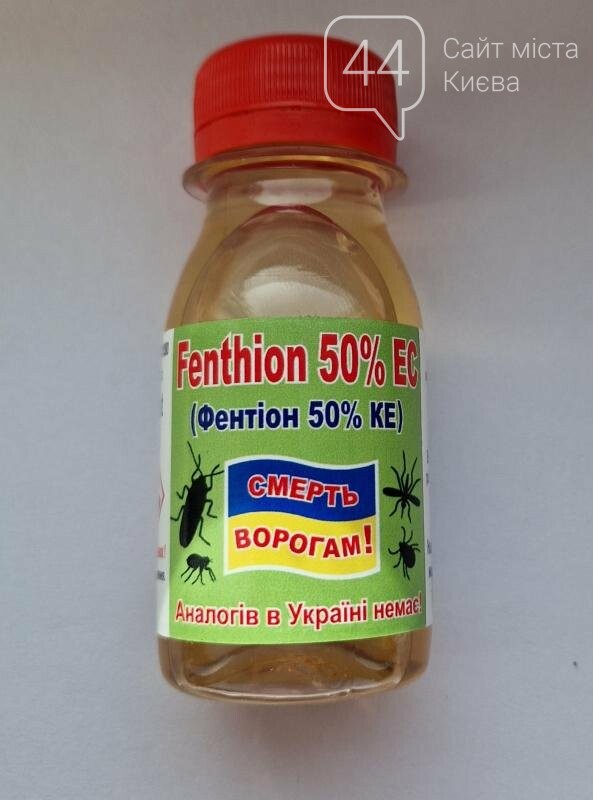 44
Сайт міста
Києва
Fenthion 50% EC
(Фентіон 50% КЕ)
СМЕРТЬ
ВОРОГАМ!
Аналогів в Україні немає!